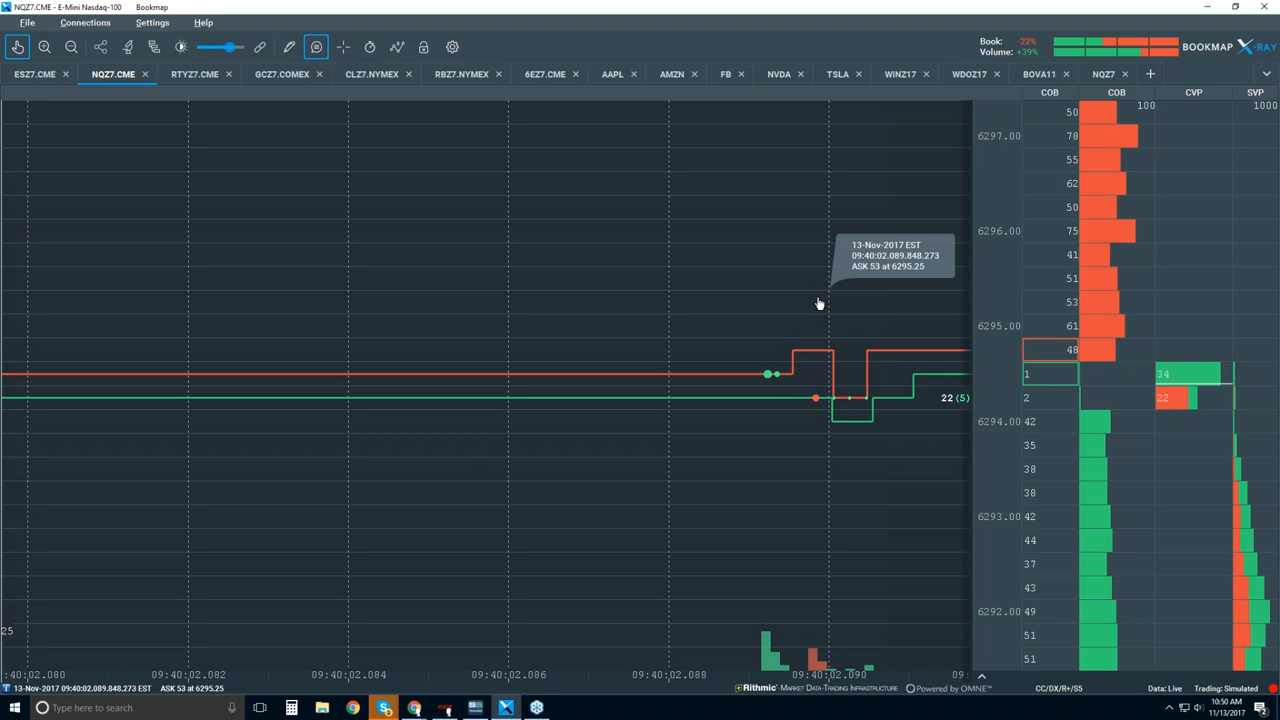 NQZ7.CME - E-Mini Nasdaq-100 Bookmap
File Connections Settings Help
Book: -22%
Volume: +39%
BOOKMAP X-RAY
ESZ7.CME × NQZ7.CME × RTYZ7.CME × GCZ7.COMEX × CLZ7.NYMEX × RBZ7.NYMEX × 6EZ7.CME × AAPL × AMZN × FB × NVDA × TSLA × WINZ17 × WDOZ17 × BOVA11 × NQZ7 × +
COB COB CVP SVP
100 1000
50
6297.00 78
55
62
50
6296.00 75
13-Nov-2017 EST
09:40:02.089.848.273
ASK 53 at 6295.25
41
51
53
6295.00 61
48
1 34
22 (5) 2 22
6294.00 42
35
38
38
6293.00 42
44
37
43
6292.00 49
25 51
51
:40:02.080 :40:02.082 :40:02.084 :40:02.086 :40:02.088 :40:02.090 09:
13-Nov-2017 09:40:02.089.848.273 EST ASK 53 at 6295.25
Rithmic-MARKET DATA-TRADING INFRASTRUCTURE Powered by OMNE™
CC/DX/R+/S5 Data: Live Trading: Simulated
Type here to search
10:50 AM
11/13/2017
2